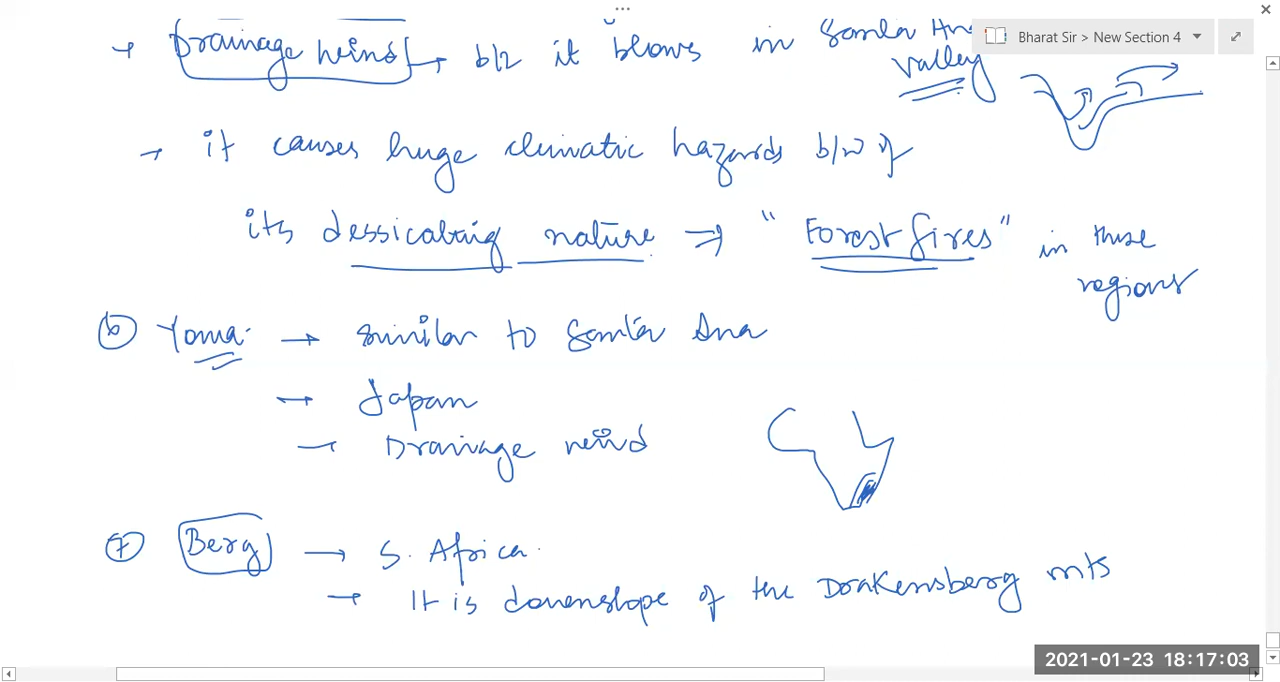 Bharat Sir > New Section 4
→ Drainage winds → b/z it blows in Santa Ana valley
→ it causes huge climatic hazards b/w of
its dessicating nature ⇒ "Forest fires" in these
regions
⑥ Yoma → similar to Santa Ana
→ Japan
— Drainage wind
⑦ Berg → S. Africa.
→ It is downslope of the Drakensberg mts
2021-01-23 18:17:03